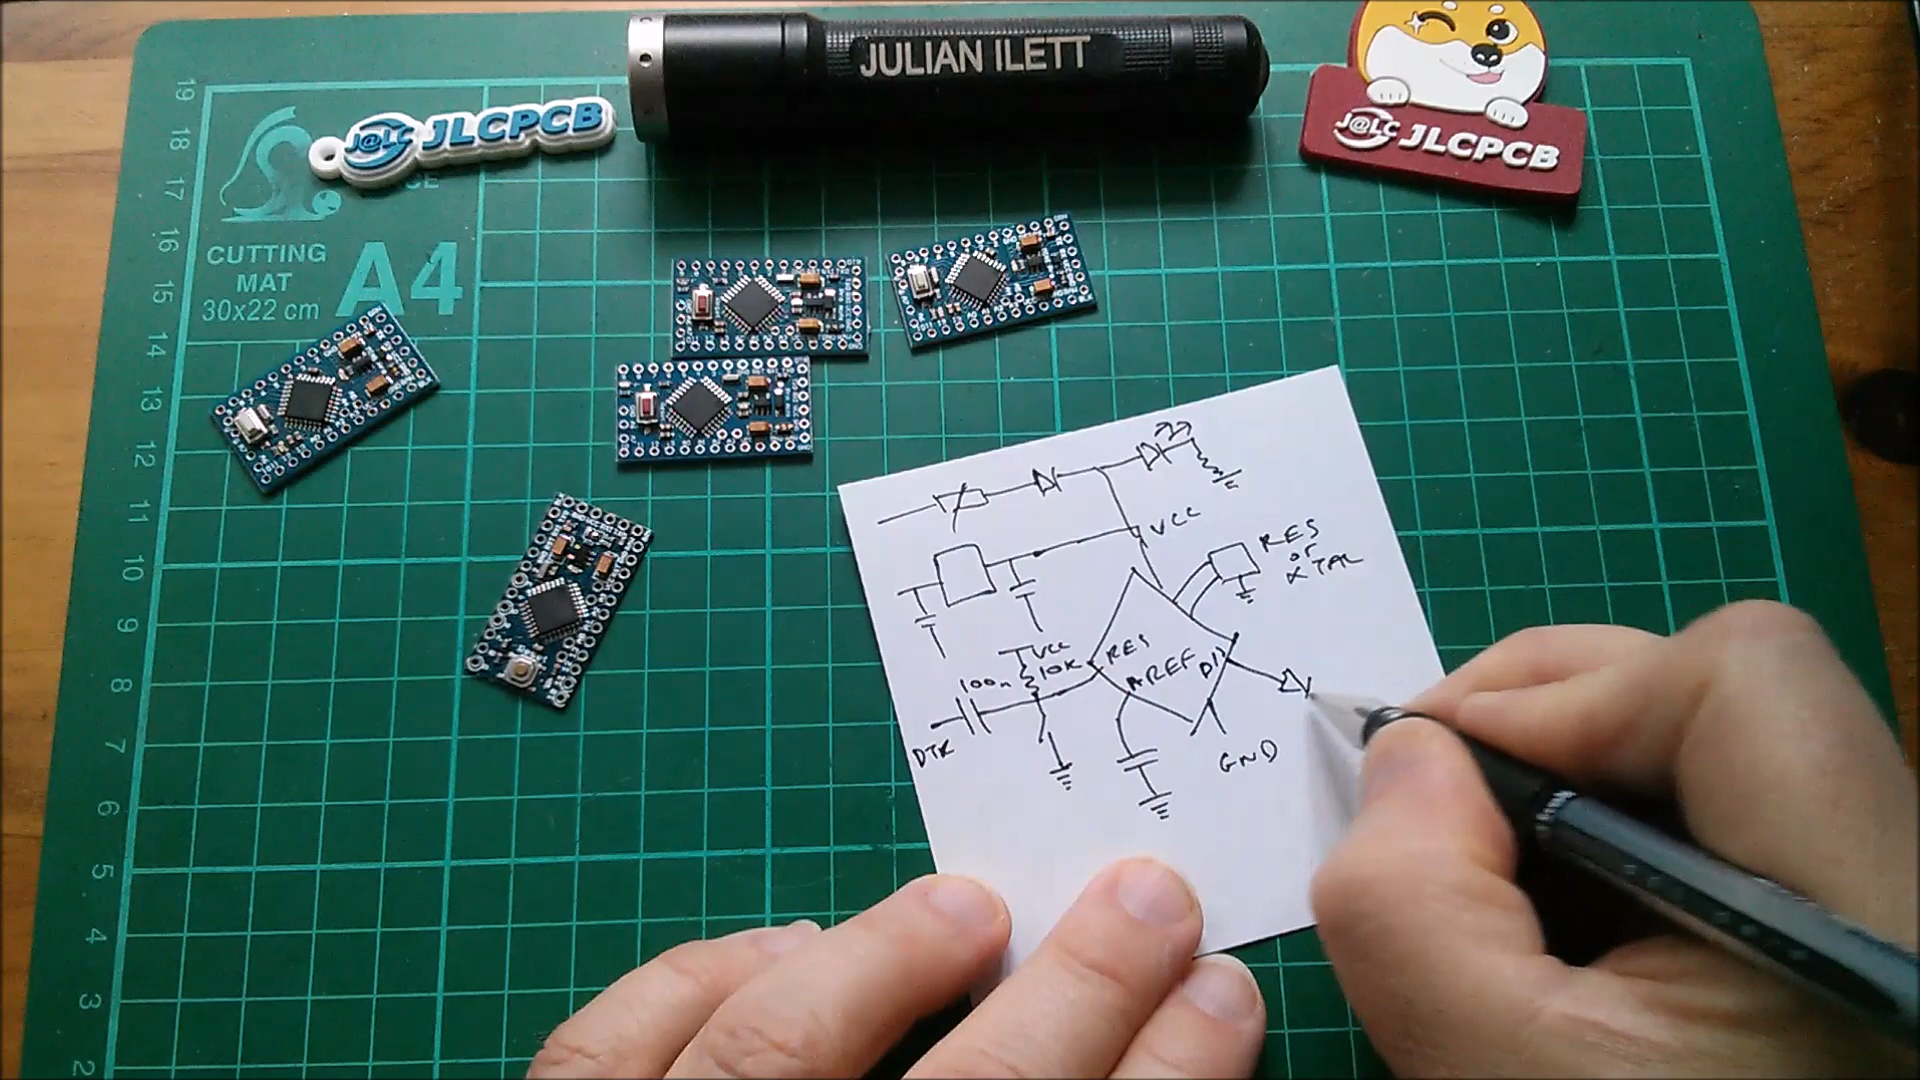 JULIAN ILETT
J@LC JLCPCB
J@LC JLCPCB
CUTTING
MAT
30x22 cm
A4
19
18
17
16
15
14
13
12
11
10
9
8
7
6
5
4
3
2
VCC
RES
or
XTAL
VCC
10K
100n
RES
AREF
D13
DTR
GND